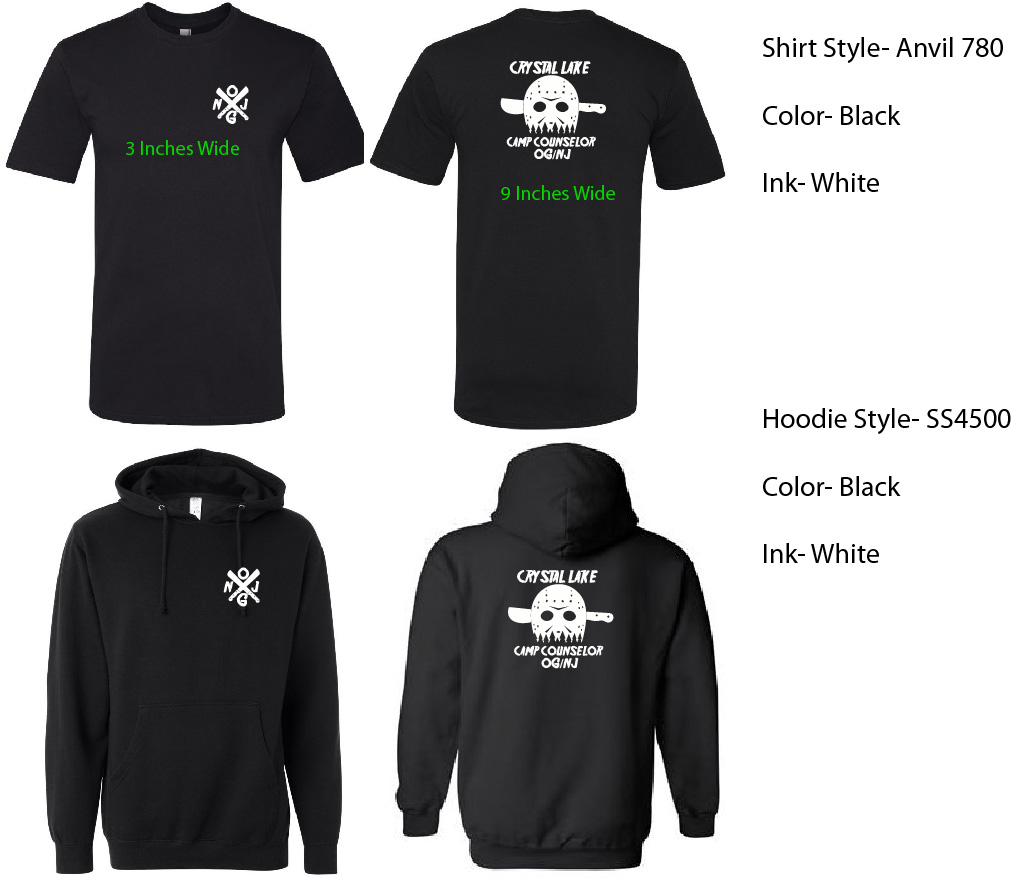 O
N J
G
3 Inches Wide
CRYSTAL LAKE
CAMP COUNSELOR
OG/NJ
9 Inches Wide
Shirt Style- Anvil 780
Color- Black
Ink- White
O
N J
G
CRYSTAL LAKE
CAMP COUNSELOR
OG/NJ
Hoodie Style- SS4500
Color- Black
Ink- White